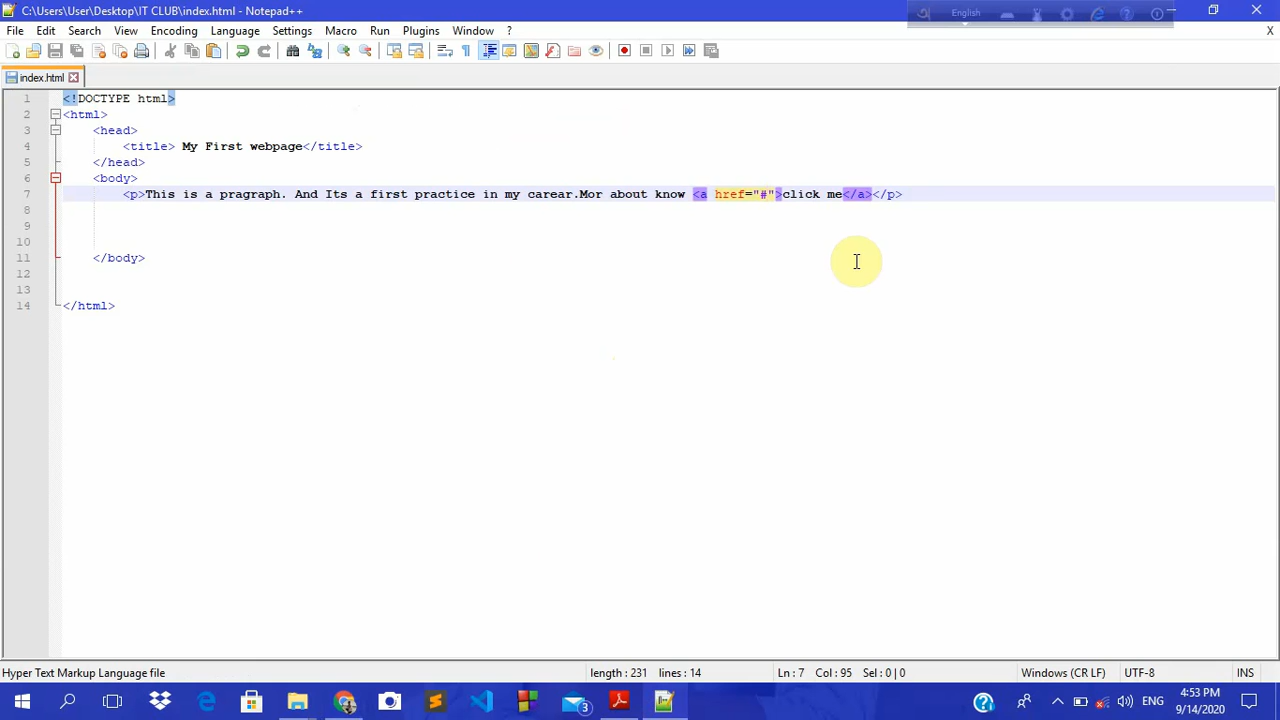 C:\Users\User\Desktop\IT CLUB\index.html - Notepad++
English
File Edit Search View Encoding Language Settings Macro Run Plugins Window ? X
index.html
1 <!DOCTYPE html>
2 <html>
3 <head>
4 <title> My First webpage</title>
5 </head>
6 <body>
7 <p>This is a pragraph. And Its a first practice in my carear.Mor about know <a href="#">click me</a></p>
8
9
10
11 </body>
12
13
14 </html>
Hyper Text Markup Language file length : 231 lines : 14 Ln : 7 Col : 95 Sel : 0 | 0 Windows (CR LF) UTF-8 INS
3 ENG 4:53 PM
9/14/2020